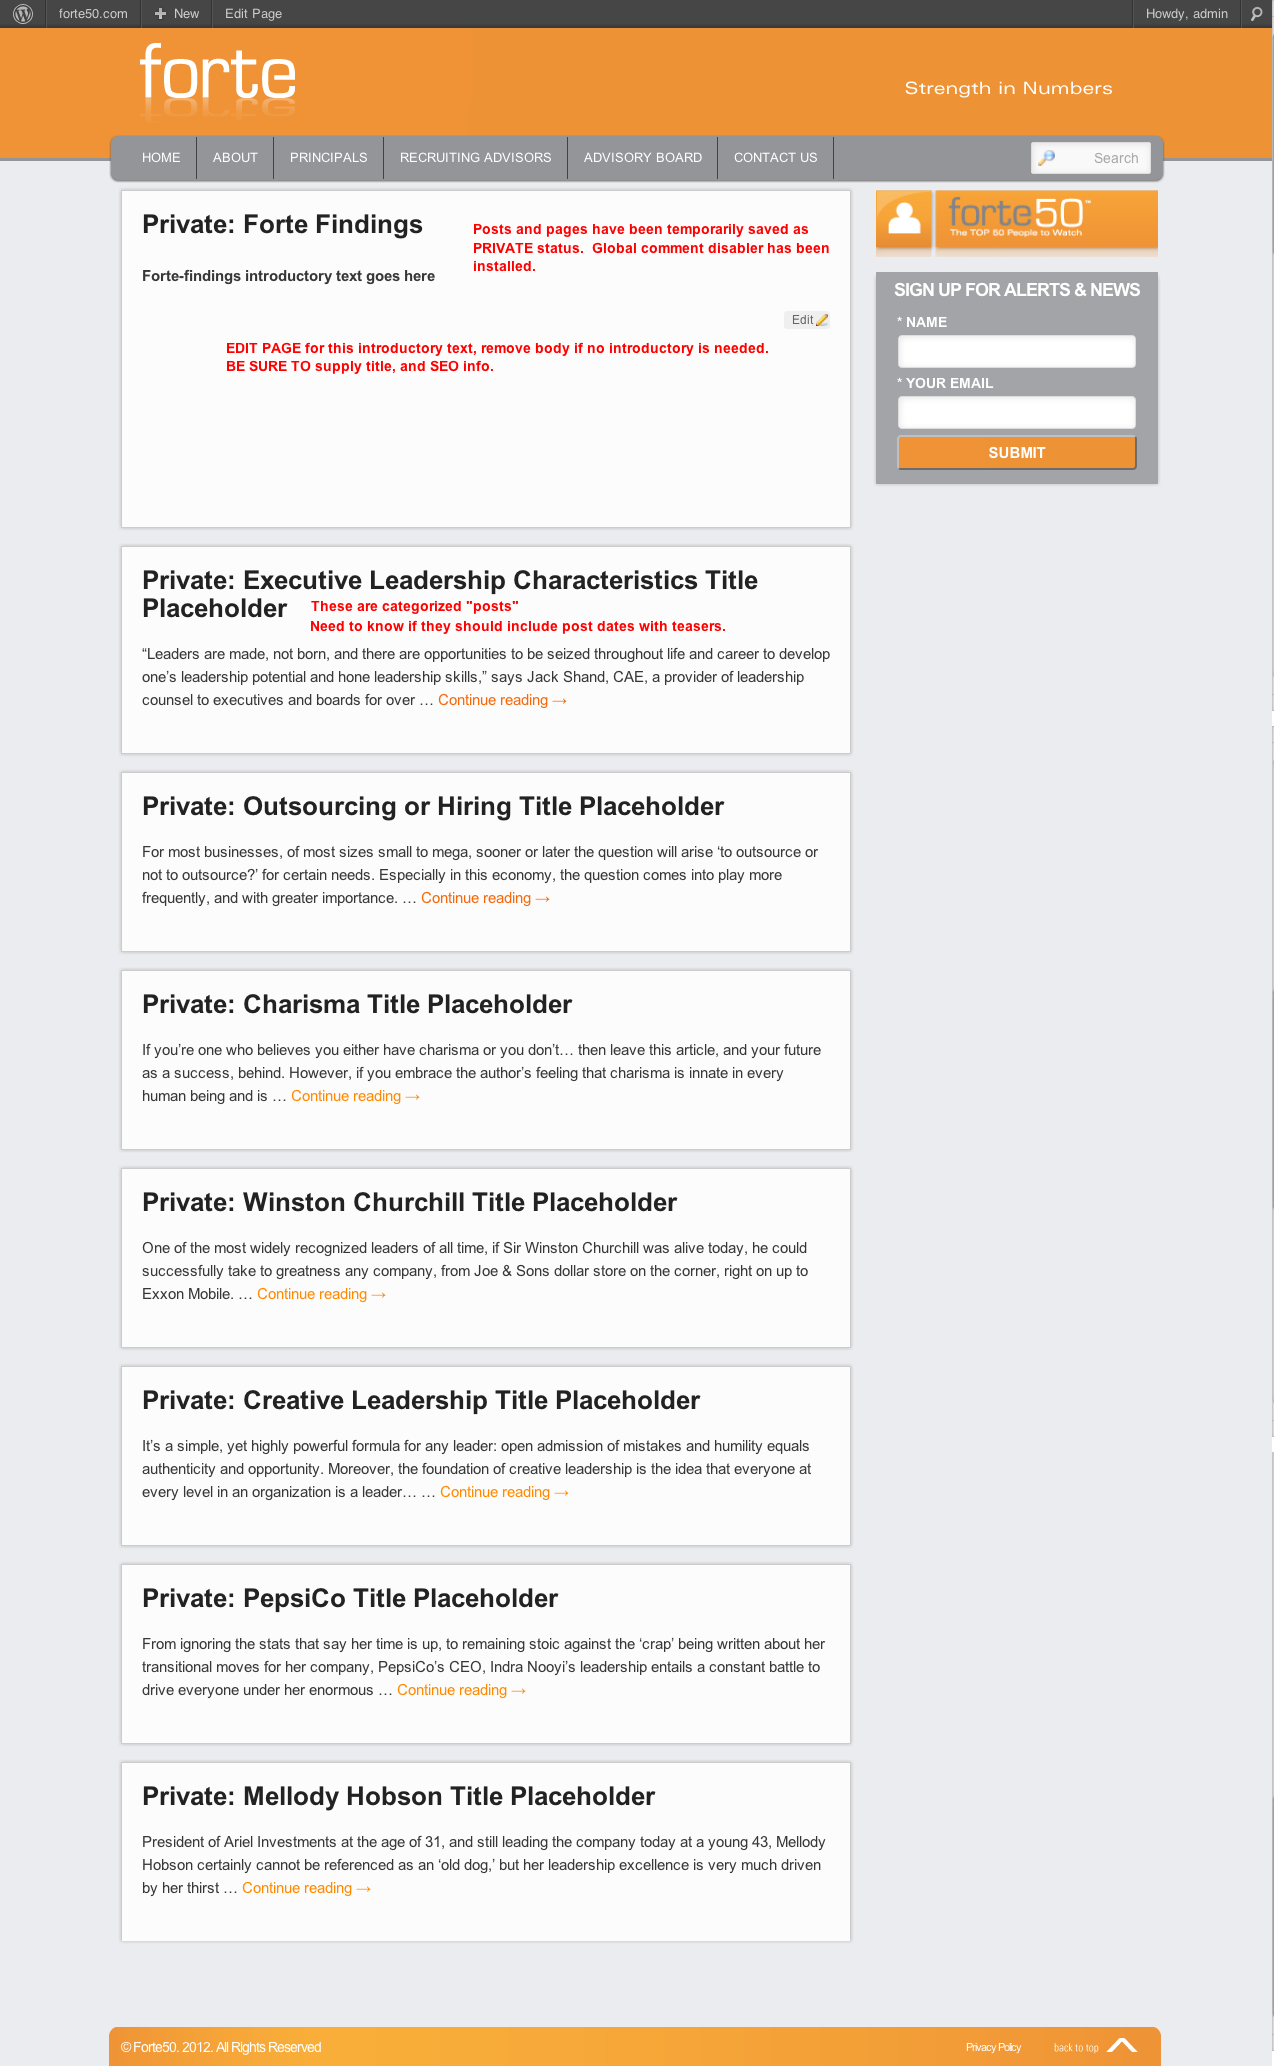 forte50.com New Edit Page Howdy, admin
forte
Strength in Numbers
HOME ABOUT PRINCIPALS RECRUITING ADVISORS ADVISORY BOARD CONTACT US Search
Private: Forte Findings
Posts and pages have been temporarily saved as
PRIVATE status. Global comment disabler has been
installed.
Forte-findings introductory text goes here
Edit
EDIT PAGE for this introductory text, remove body if no introductory is needed.
BE SURE TO supply title, and SEO info.
forte50™
The TOP 50 People to Watch
SIGN UP FOR ALERTS & NEWS
* NAME
* YOUR EMAIL
SUBMIT
Private: Executive Leadership Characteristics Title
Placeholder
These are categorized "posts"
Need to know if they should include post dates with teasers.
“Leaders are made, not born, and there are opportunities to be seized throughout life and career to develop
one’s leadership potential and hone leadership skills,” says Jack Shand, CAE, a provider of leadership
counsel to executives and boards for over … Continue reading →
Private: Outsourcing or Hiring Title Placeholder
For most businesses, of most sizes small to mega, sooner or later the question will arise ‘to outsource or
not to outsource?’ for certain needs. Especially in this economy, the question comes into play more
frequently, and with greater importance. … Continue reading →
Private: Charisma Title Placeholder
If you’re one who believes you either have charisma or you don’t… then leave this article, and your future
as a success, behind. However, if you embrace the author’s feeling that charisma is innate in every
human being and is … Continue reading →
Private: Winston Churchill Title Placeholder
One of the most widely recognized leaders of all time, if Sir Winston Churchill was alive today, he could
successfully take to greatness any company, from Joe & Sons dollar store on the corner, right on up to
Exxon Mobile. … Continue reading →
Private: Creative Leadership Title Placeholder
It’s a simple, yet highly powerful formula for any leader: open admission of mistakes and humility equals
authenticity and opportunity. Moreover, the foundation of creative leadership is the idea that everyone at
every level in an organization is a leader… … Continue reading →
Private: PepsiCo Title Placeholder
From ignoring the stats that say her time is up, to remaining stoic against the ‘crap’ being written about her
transitional moves for her company, PepsiCo’s CEO, Indra Nooyi’s leadership entails a constant battle to
drive everyone under her enormous … Continue reading →
Private: Mellody Hobson Title Placeholder
President of Ariel Investments at the age of 31, and still leading the company today at a young 43, Mellody
Hobson certainly cannot be referenced as an ‘old dog,’ but her leadership excellence is very much driven
by her thirst … Continue reading →
© Forte50. 2012. All Rights Reserved Privacy Policy back to top